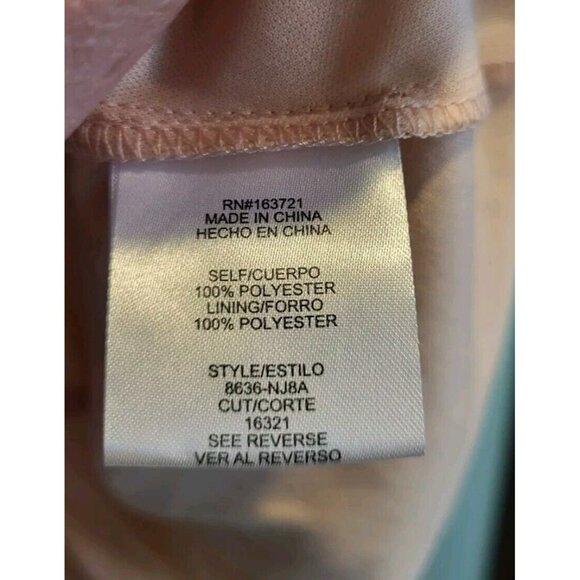 RN#163721
MADE IN CHINA
HECHO EN CHINA
SELF/CUERPO
100% POLYESTER
LINING/FORRO
100% POLYESTER
STYLE/ESTILO
8636-NJ8A
CUT/CORTE
16321
SEE REVERSE
VER AL REVERSO